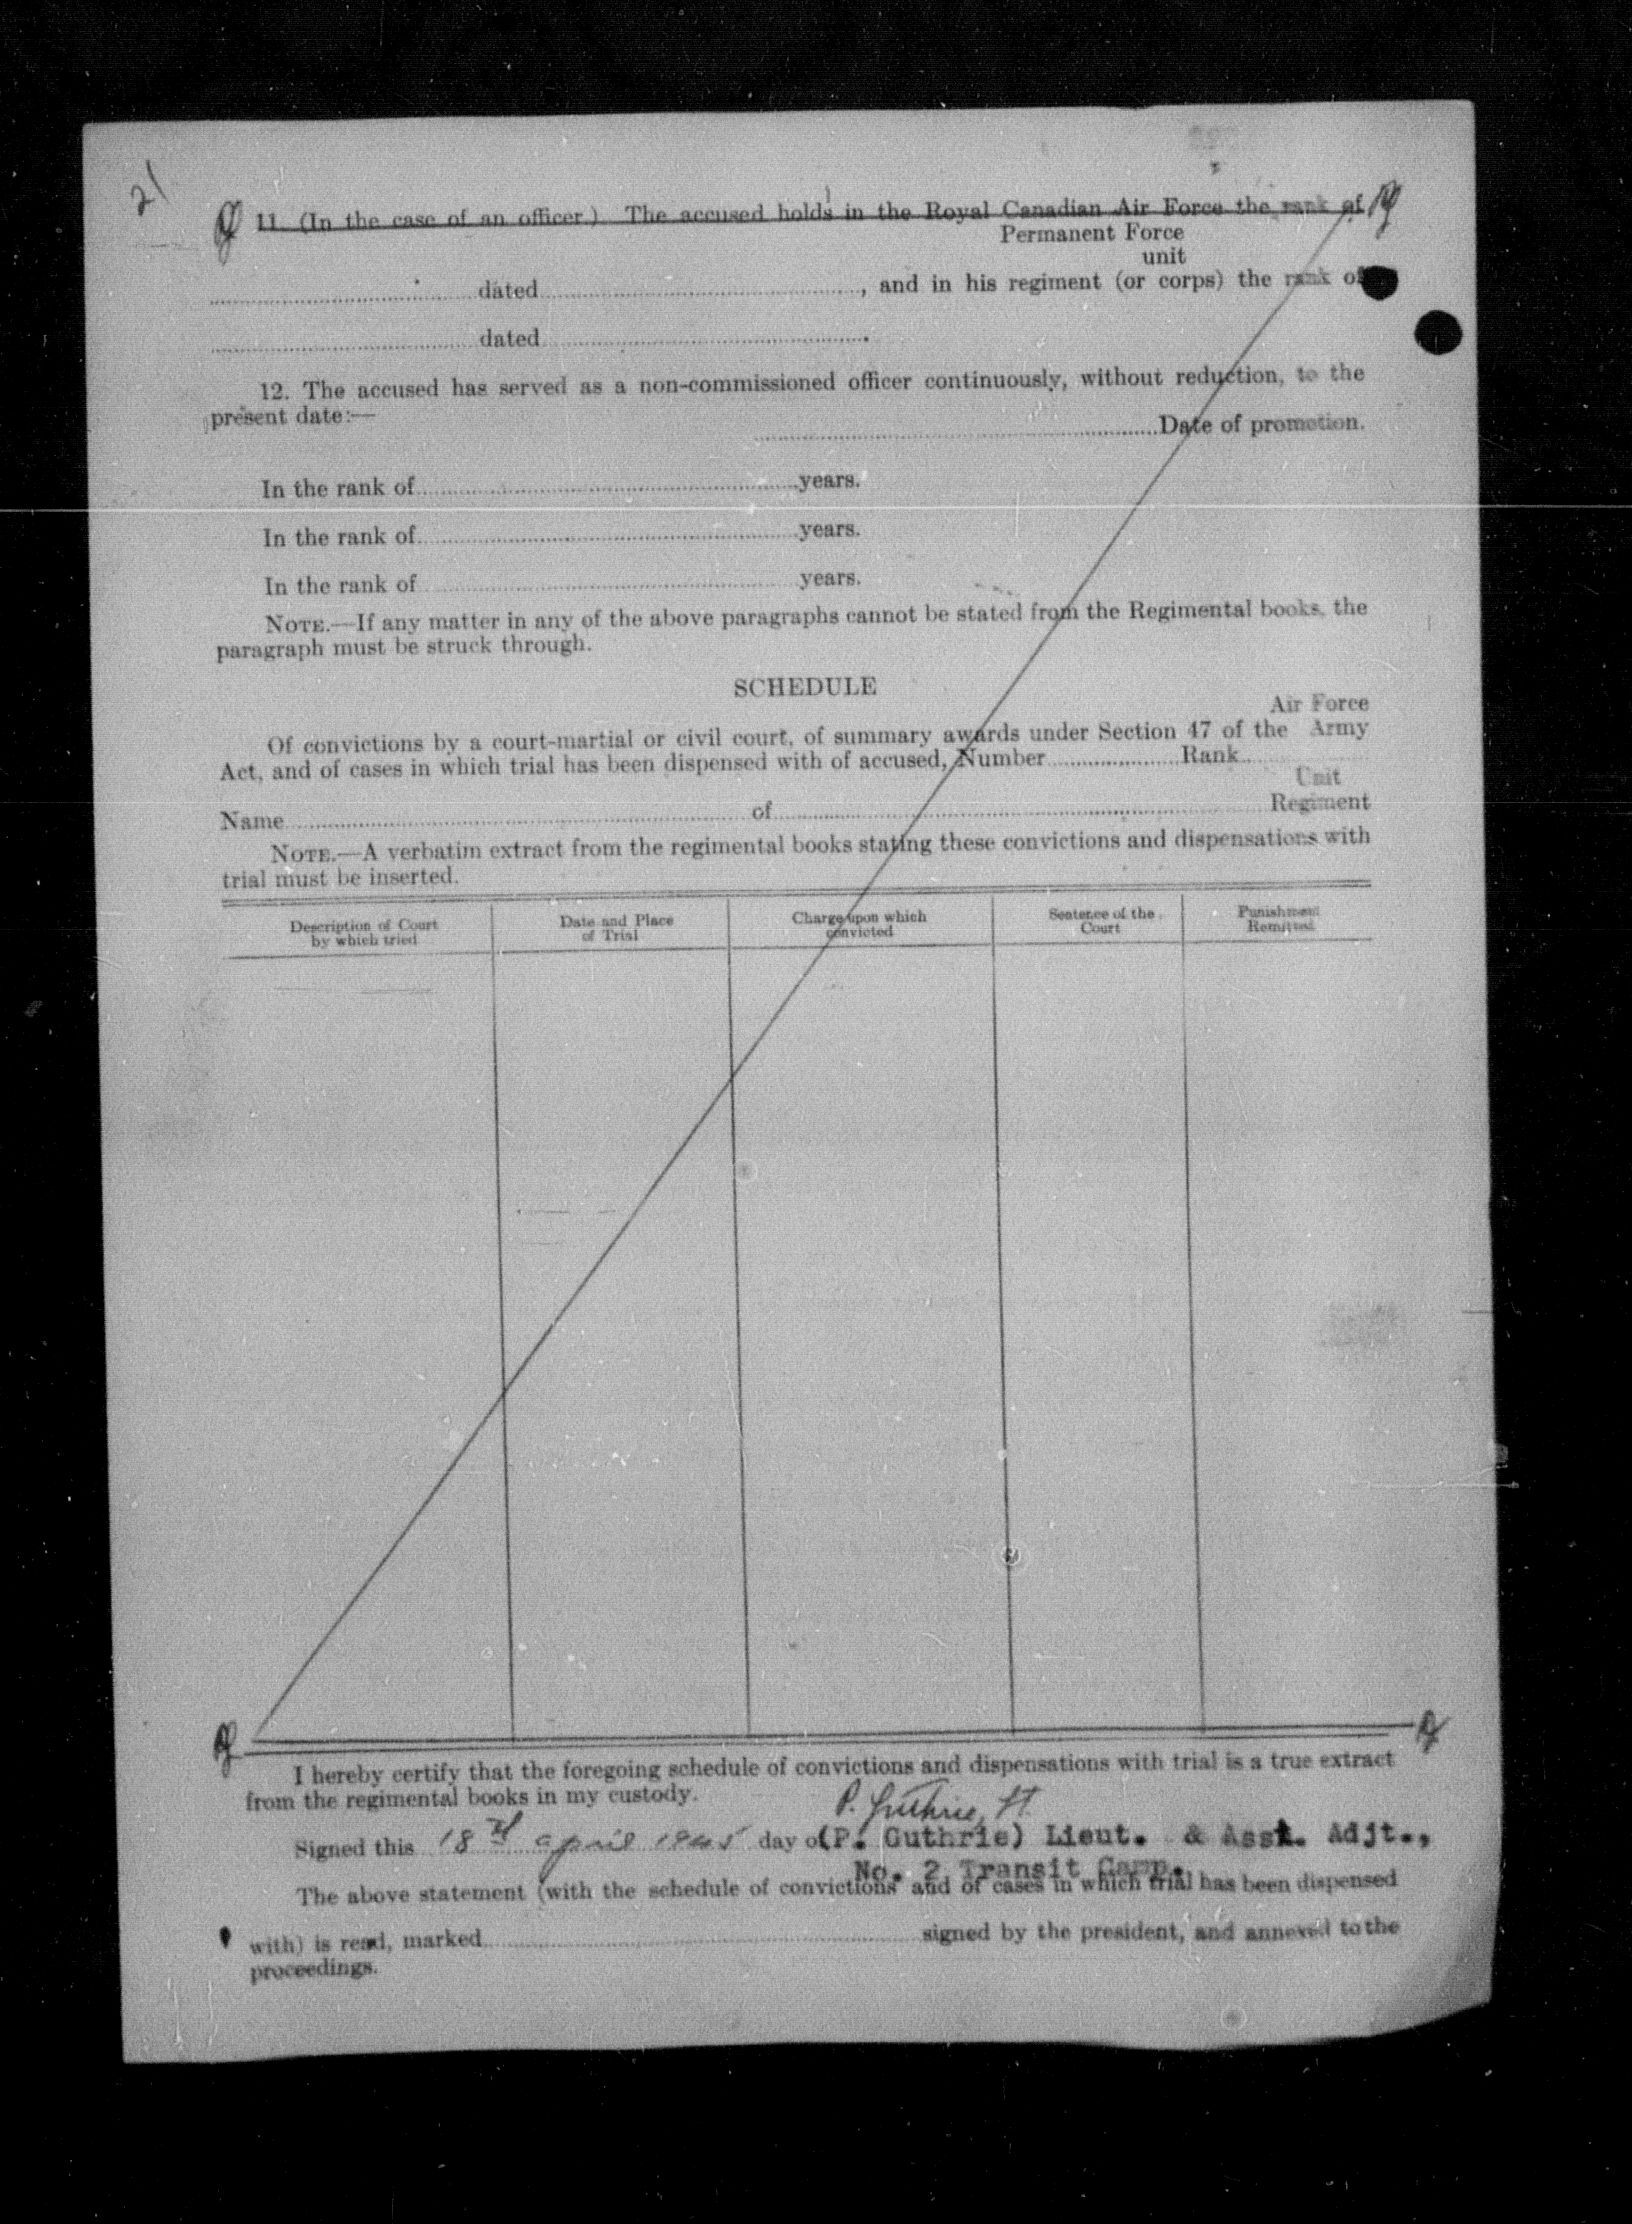 21
11. (In the case of an officer.) The accused holds in the Royal Canadian Air Force the rank of
Permanent Force
unit
dated , and in his regiment (or corps) the rank of
dated .
12. The accused has served as a non-commissioned officer continuously, without reduction, to the
present date:—
Date of promotion.
In the rank of years.
In the rank of years.
In the rank of years.
NOTE.—If any matter in any of the above paragraphs cannot be stated from the Regimental books, the
paragraph must be struck through.
SCHEDULE
Air Force
Of convictions by a court-martial or civil court, of summary awards under Section 47 of the Army
Act, and of cases in which trial has been dispensed with of accused, Number Rank
Unit
Name of Regiment
NOTE.—A verbatim extract from the regimental books stating these convictions and dispensations with
trial must be inserted.
Description of Court
by which tried
Date and Place
of Trial
Charge upon which
convicted
Sentence of the
Court
Punishment
Remitted
I hereby certify that the foregoing schedule of convictions and dispensations with trial is a true extract
from the regimental books in my custody.
P. Guthrie, Lt.
Signed this 18 april 1945 day of (P. Guthrie) Lieut. & Asst. Adjt.,
No. 2 Transit Camp.
The above statement (with the schedule of convictions and of cases in which trial has been dispensed
with) is read, marked signed by the president, and annexed to the
proceedings.